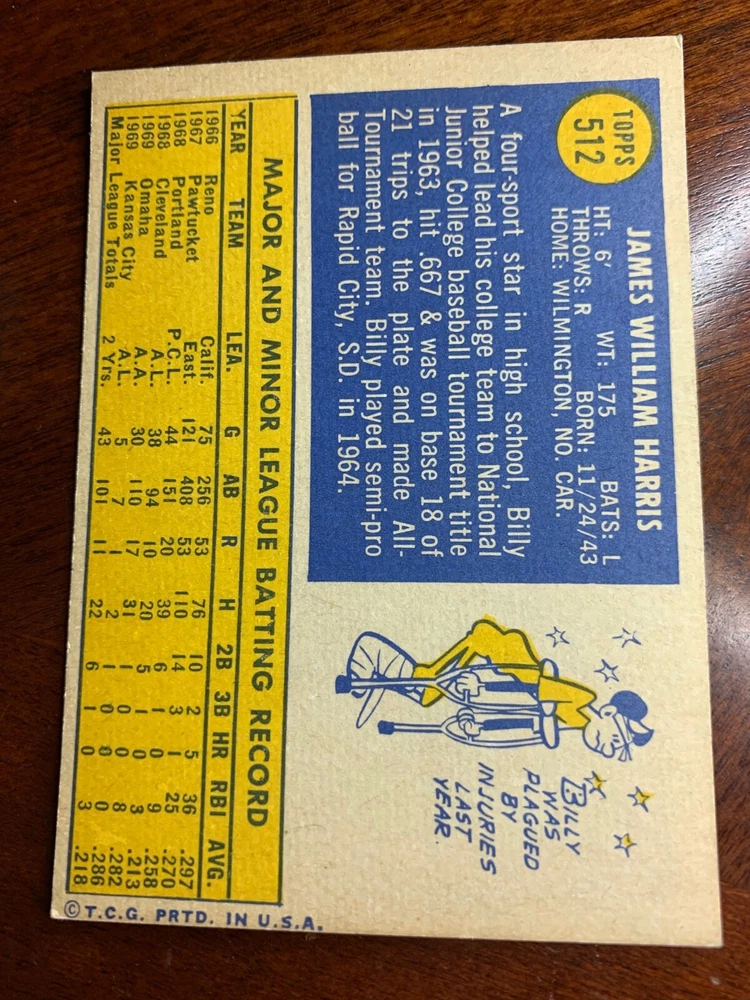 TOPPS
512
JAMES WILLIAM HARRIS
HT: 6' WT: 175 BATS: L
THROWS: R BORN: 11/24/43
HOME: WILMINGTON, NO. CAR.
A four-sport star in high school, Billy
helped lead his college team to National
Junior College baseball tournament title
in 1963, hit .667 & was on base 18 of
21 trips to the plate and made All-
Tournament team. Billy played semi-pro
ball for Rapid City, S.D. in 1964.
BILLY
WAS
PLAGUED
BY
INJURIES
LAST
YEAR.
MAJOR AND MINOR LEAGUE BATTING RECORD
YEAR TEAM LEA. G AB R H 2B 3B HR RBI AVG.
1966 Reno Calif. 75 256 53 76 10 2 5 36 .297
1967 Pawtucket East. 121 408 53 110 14 3 1 25 .270
1968 Portland P.C.L. 44 151 20 39 6 1 0 9 .258
1968 Cleveland A.L. 38 94 10 20 5 1 0 3 .213
1969 Omaha A.A. 30 110 17 31 1 0 0 8 .282
1969 Kansas City A.L. 5 7 1 2 1 0 0 0 .286
Major League Totals 2 Yrs. 43 101 11 22 6 1 0 3 .218
© T.C.G. PRTD. IN U.S.A.